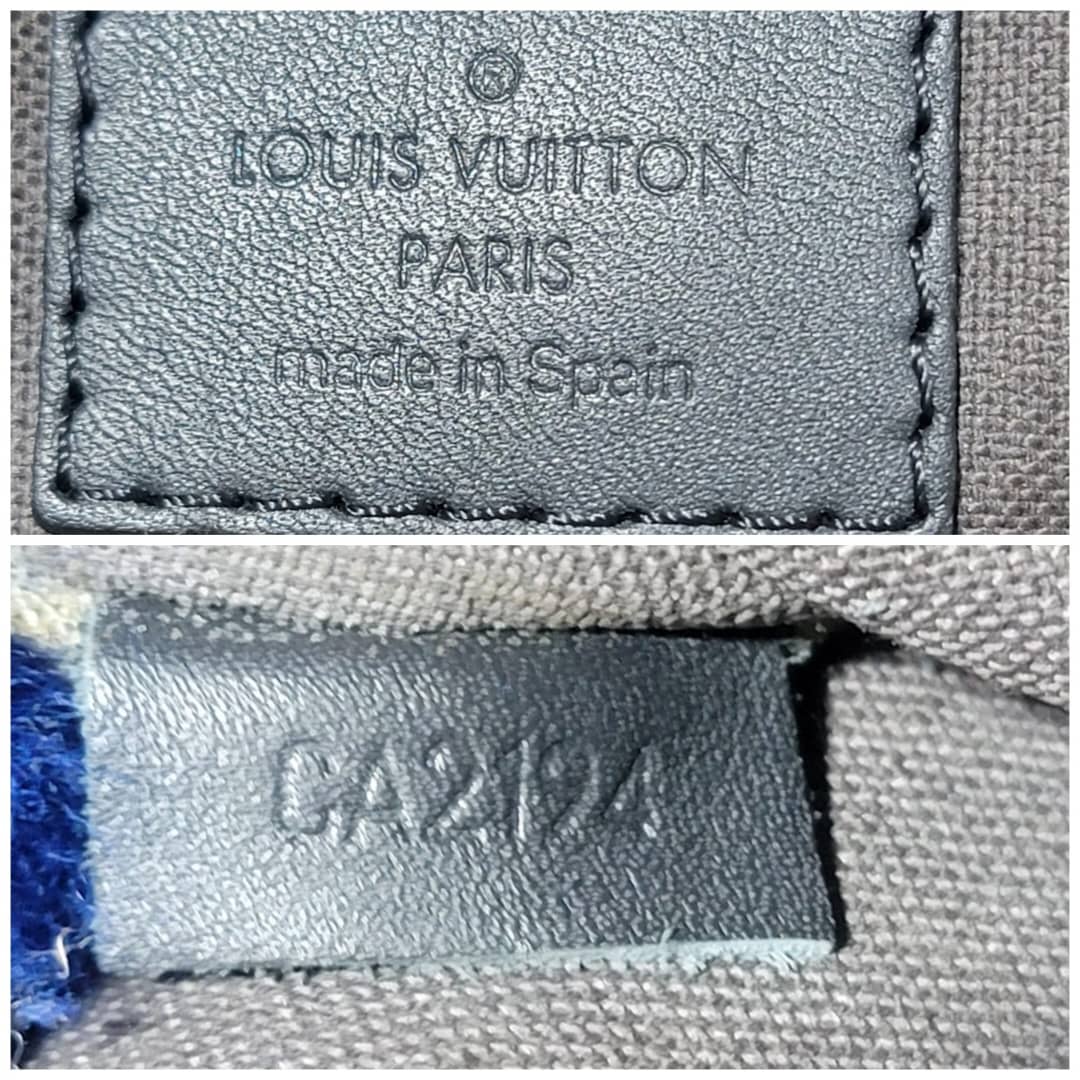 ®
LOUIS VUITTON
PARIS
made in Spain
CA2194